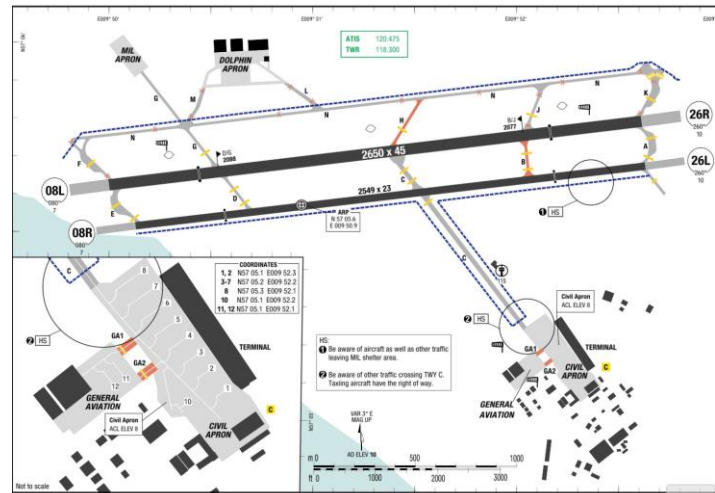 E009° 50'
E009° 51'
E009° 52'
N57° 06'
ATIS 120.475
TWR 118.300
MIL
APRON
DOLPHIN
APRON
G
M
L
N
N
N
N
K
J
H
F
G
D/G
2088
B/J
2077
2650 x 45
26R
260°
10
A
B
C
D
E
08L
080°
7
2549 x 23
26L
260°
10
08R
080°
7
ARP
N 57 05.6
E 009 50.9
1 HS
C
115
2 HS
Civil Apron
ACL ELEV 8
GA1
GA2
TERMINAL
CIVIL
APRON
GENERAL
AVIATION
C
HS:
1 Be aware of aircraft as well as other traffic
leaving MIL shelter area.
2 Be aware of other traffic crossing TWY C.
Taxiing aircraft have the right of way.
COORDINATES
1, 2 N57 05.1 E009 52.3
3-7 N57 05.2 E009 52.2
8 N57 05.3 E009 52.1
10 N57 05.1 E009 52.2
11, 12 N57 05.1 E009 52.1
C
8
7
6
5
4
3
2
1
2 HS
GA1
GA2
TERMINAL
11
12
10
GENERAL
AVIATION
Civil Apron
ACL ELEV 8
CIVIL
APRON
C
Not to scale
N57° 05'
VAR 3° E
MAG UP
AD ELEV 10
m 0 500 1000
ft 0 1000 2000 3000
E009° 52'